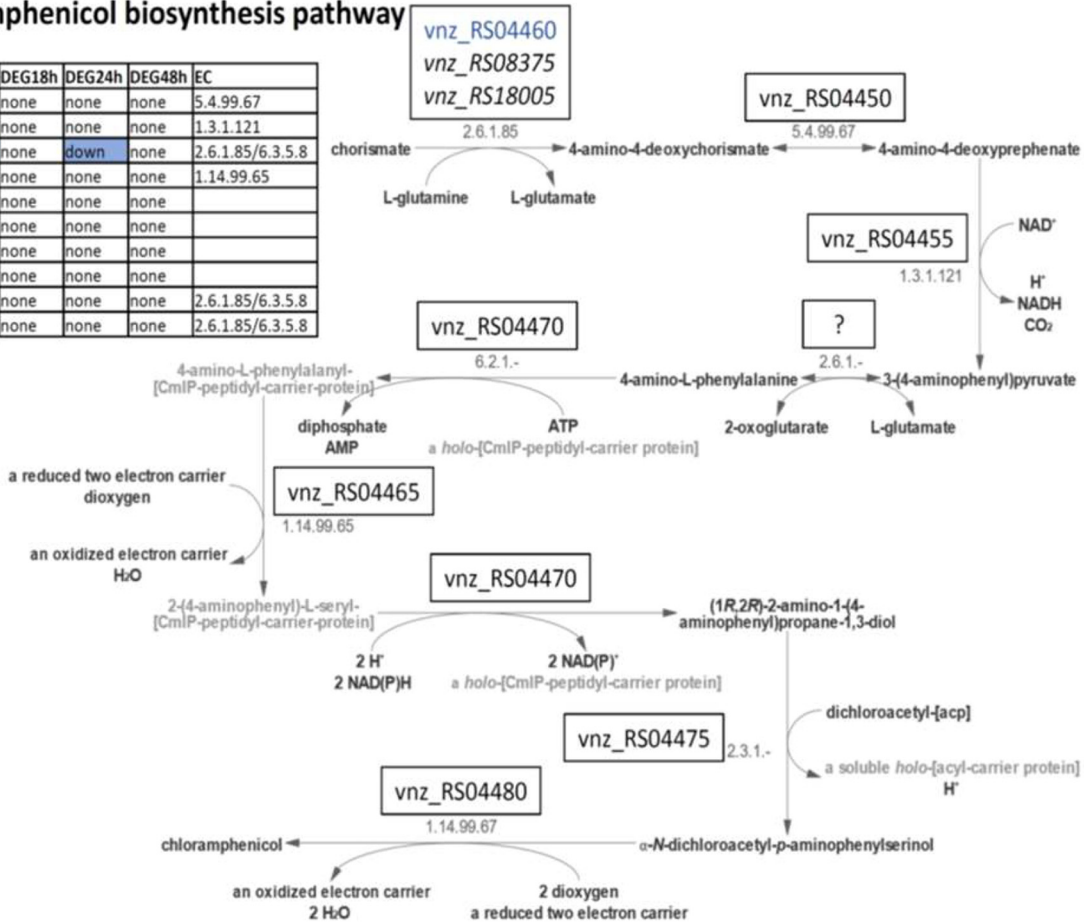 nphenicol biosynthesis pathway
vnz_RS04460
vnz_RS08375
vnz_RS18005
DEG18h DEG24h DEG48h EC
none none none 5.4.99.67
none none none 1.3.1.121
none down none 2.6.1.85/6.3.5.8
none none none 1.14.99.65
none none none
none none none
none none none
none none none
none none none 2.6.1.85/6.3.5.8
none none none 2.6.1.85/6.3.5.8
vnz_RS04450
2.6.1.85
5.4.99.67
chorismate 4-amino-4-deoxychorismate 4-amino-4-deoxyprephenate
L-glutamine L-glutamate
vnz_RS04455
1.3.1.121
NAD⁺
H⁺
NADH
CO₂
vnz_RS04470
6.2.1.-
?
2.6.1.-
4-amino-L-phenylalanyl-
[CmlP-peptidyl-carrier-protein]
4-amino-L-phenylalanine 3-(4-aminophenyl)pyruvate
diphosphate
AMP
ATP
a holo-[CmlP-peptidyl-carrier protein]
2-oxoglutarate L-glutamate
a reduced two electron carrier
dioxygen
vnz_RS04465
1.14.99.65
an oxidized electron carrier
H₂O
vnz_RS04470
2-(4-aminophenyl)-L-seryl-
[CmlP-peptidyl-carrier-protein]
(1R,2R)-2-amino-1-(4-
aminophenyl)propane-1,3-diol
2 H⁺
2 NAD(P)H
2 NAD(P)⁺
a holo-[CmlP-peptidyl-carrier protein]
dichloroacetyl-[acp]
vnz_RS04475
2.3.1.-
a soluble holo-[acyl-carrier protein]
H⁺
vnz_RS04480
1.14.99.67
chloramphenicol α-N-dichloroacetyl-p-aminophenylserinol
an oxidized electron carrier
2 H₂O
2 dioxygen
a reduced two electron carrier